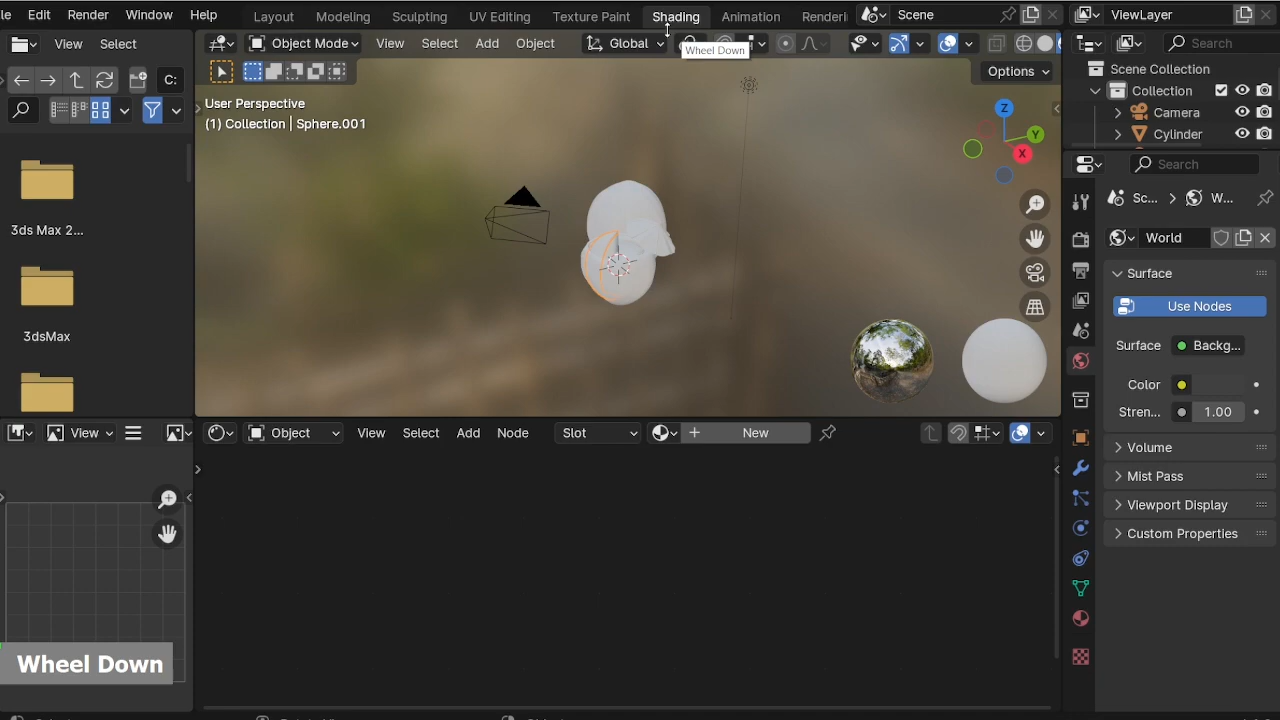 le Edit Render Window Help Layout Modeling Sculpting UV Editing Texture Paint Shading Animation Renderi Scene ViewLayer
View Select Object Mode View Select Add Object Global Search
Wheel Down
Options Scene Collection
C: Collection
User Perspective
(1) Collection | Sphere.001
Camera
Cylinder
Z
Y
X
Search
Sc... W...
3ds Max 2...
World
Surface
Use Nodes
3dsMax
Surface Backg...
Color
Stren... 1.00
View Object View Select Add Node Slot New
Volume
Mist Pass
Viewport Display
Custom Properties
Wheel Down